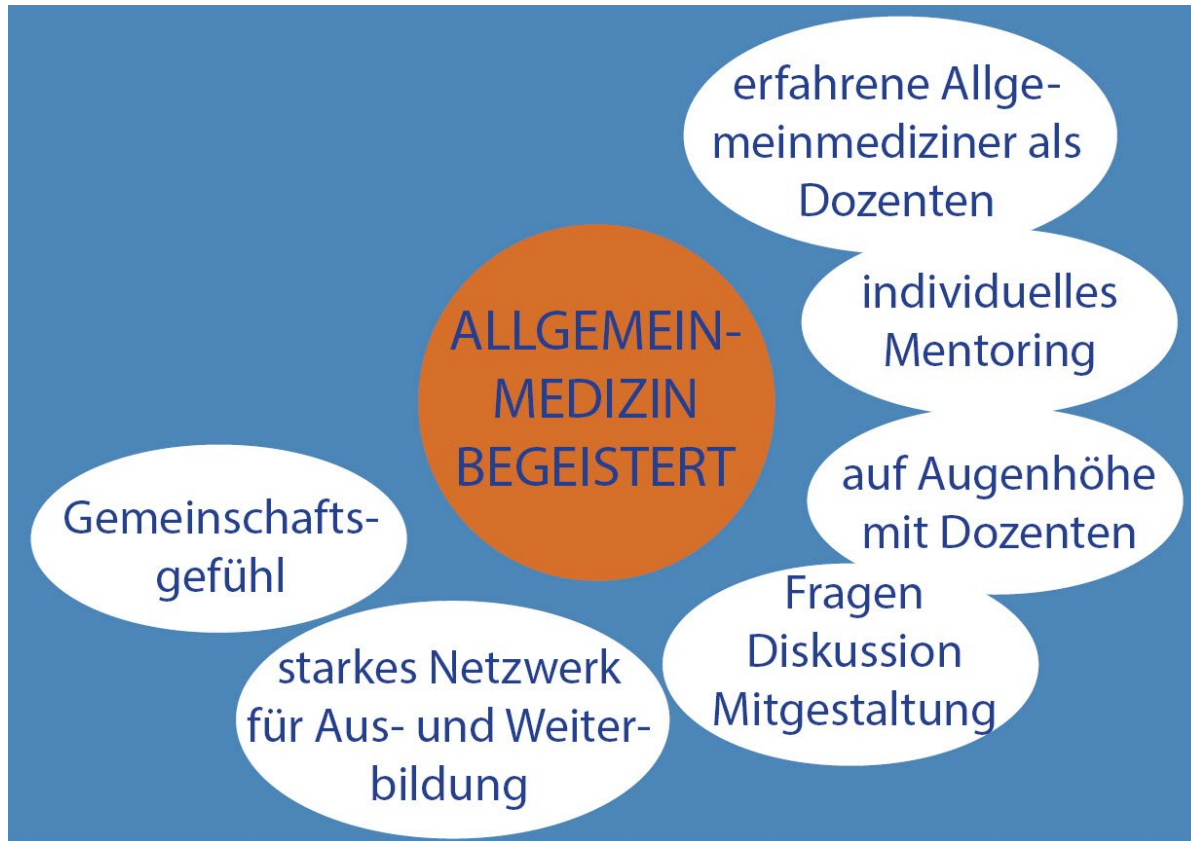 erfahrene Allge-
meinmediziner als
Dozenten
individuelles
Mentoring
ALLGEMEIN-
MEDIZIN
BEGEISTERT
auf Augenhöhe
mit Dozenten
Gemeinschafts-
gefühl
Fragen
Diskussion
Mitgestaltung
starkes Netzwerk
für Aus- und Weiter-
bildung